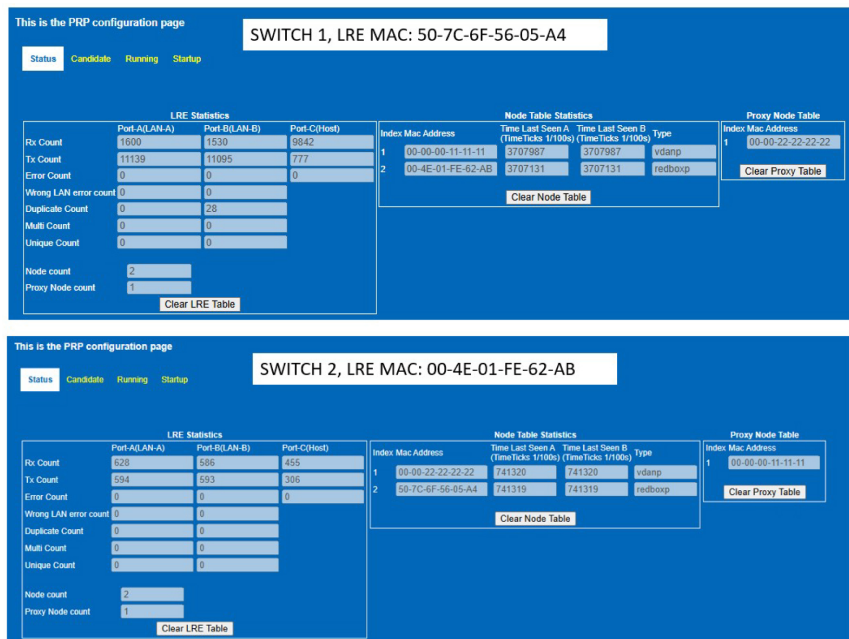 This is the PRP configuration page
SWITCH 1, LRE MAC: 50-7C-6F-56-05-A4
Status Candidate Running Startup
LRE Statistics
Port-A(LAN-A) Port-B(LAN-B) Port-C(Host)
Rx Count 1600 1530 9842
Tx Count 11139 11095 777
Error Count 0 0 0
Wrong LAN error count 0 0
Duplicate Count 0 28
Multi Count 0 0
Unique Count 0 0
Node count 2
Proxy Node count 1
Clear LRE Table
Node Table Statistics
Index Mac Address Time Last Seen A (TimeTicks 1/100s) Time Last Seen B (TimeTicks 1/100s) Type
1 00-00-00-11-11-11 3707987 3707987 vdanp
2 00-4E-01-FE-62-AB 3707131 3707131 redboxp
Clear Node Table
Proxy Node Table
Index Mac Address
1 00-00-22-22-22-22
Clear Proxy Table
This is the PRP configuration page
SWITCH 2, LRE MAC: 00-4E-01-FE-62-AB
Status Candidate Running Startup
LRE Statistics
Port-A(LAN-A) Port-B(LAN-B) Port-C(Host)
Rx Count 628 586 455
Tx Count 594 593 306
Error Count 0 0 0
Wrong LAN error count 0 0
Duplicate Count 0 0
Multi Count 0 0
Unique Count 0 0
Node count 2
Proxy Node count 1
Clear LRE Table
Node Table Statistics
Index Mac Address Time Last Seen A (TimeTicks 1/100s) Time Last Seen B (TimeTicks 1/100s) Type
1 00-00-22-22-22-22 741320 741320 vdanp
2 50-7C-6F-56-05-A4 741319 741319 redboxp
Clear Node Table
Proxy Node Table
Index Mac Address
1 00-00-00-11-11-11
Clear Proxy Table